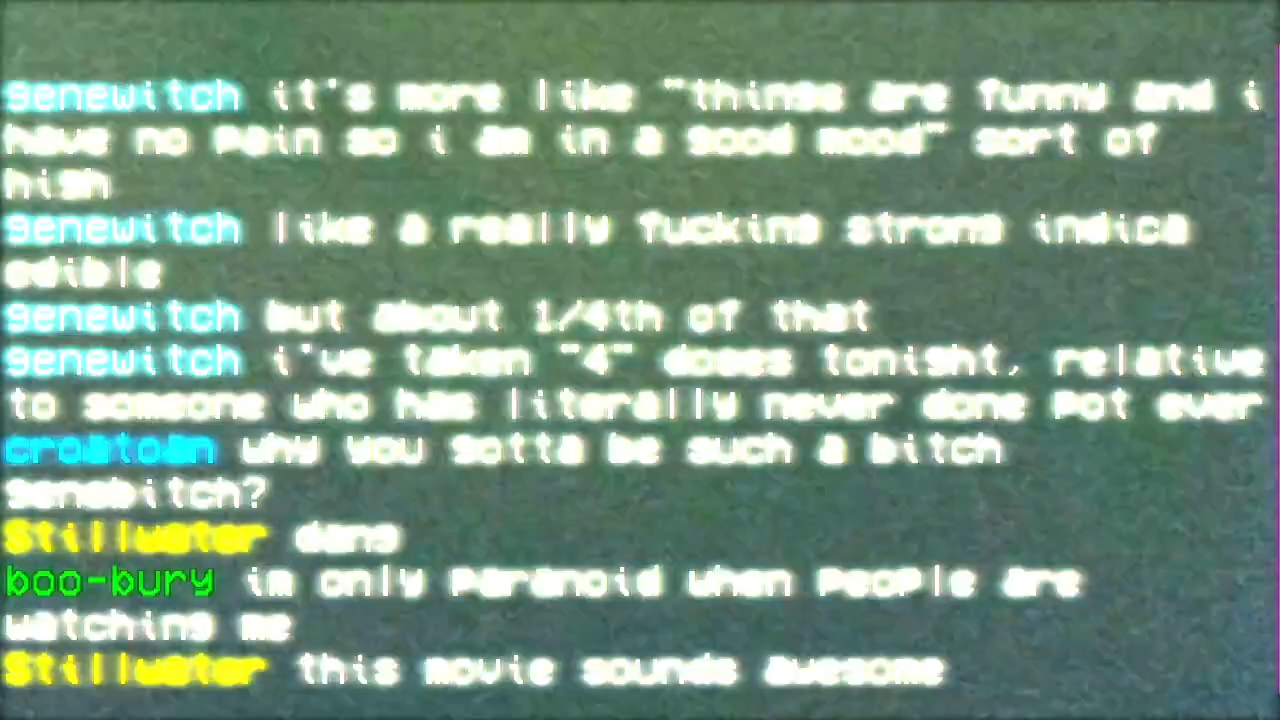 genewitch it's more like "things are funny and i
have no pain so i am in a good mood" sort of
high
genewitch like a really fucking strong indica
edible
genewitch but about 1/4th of that
genewitch i've taken "4" doses tonight, relative
to someone who has literally never done pot ever
croatoan why you gotta be such a bitch
genebitch?
Stillwater dang
boo-bury im only paranoid when people are
watching me
Stillwater this movie sounds awesome